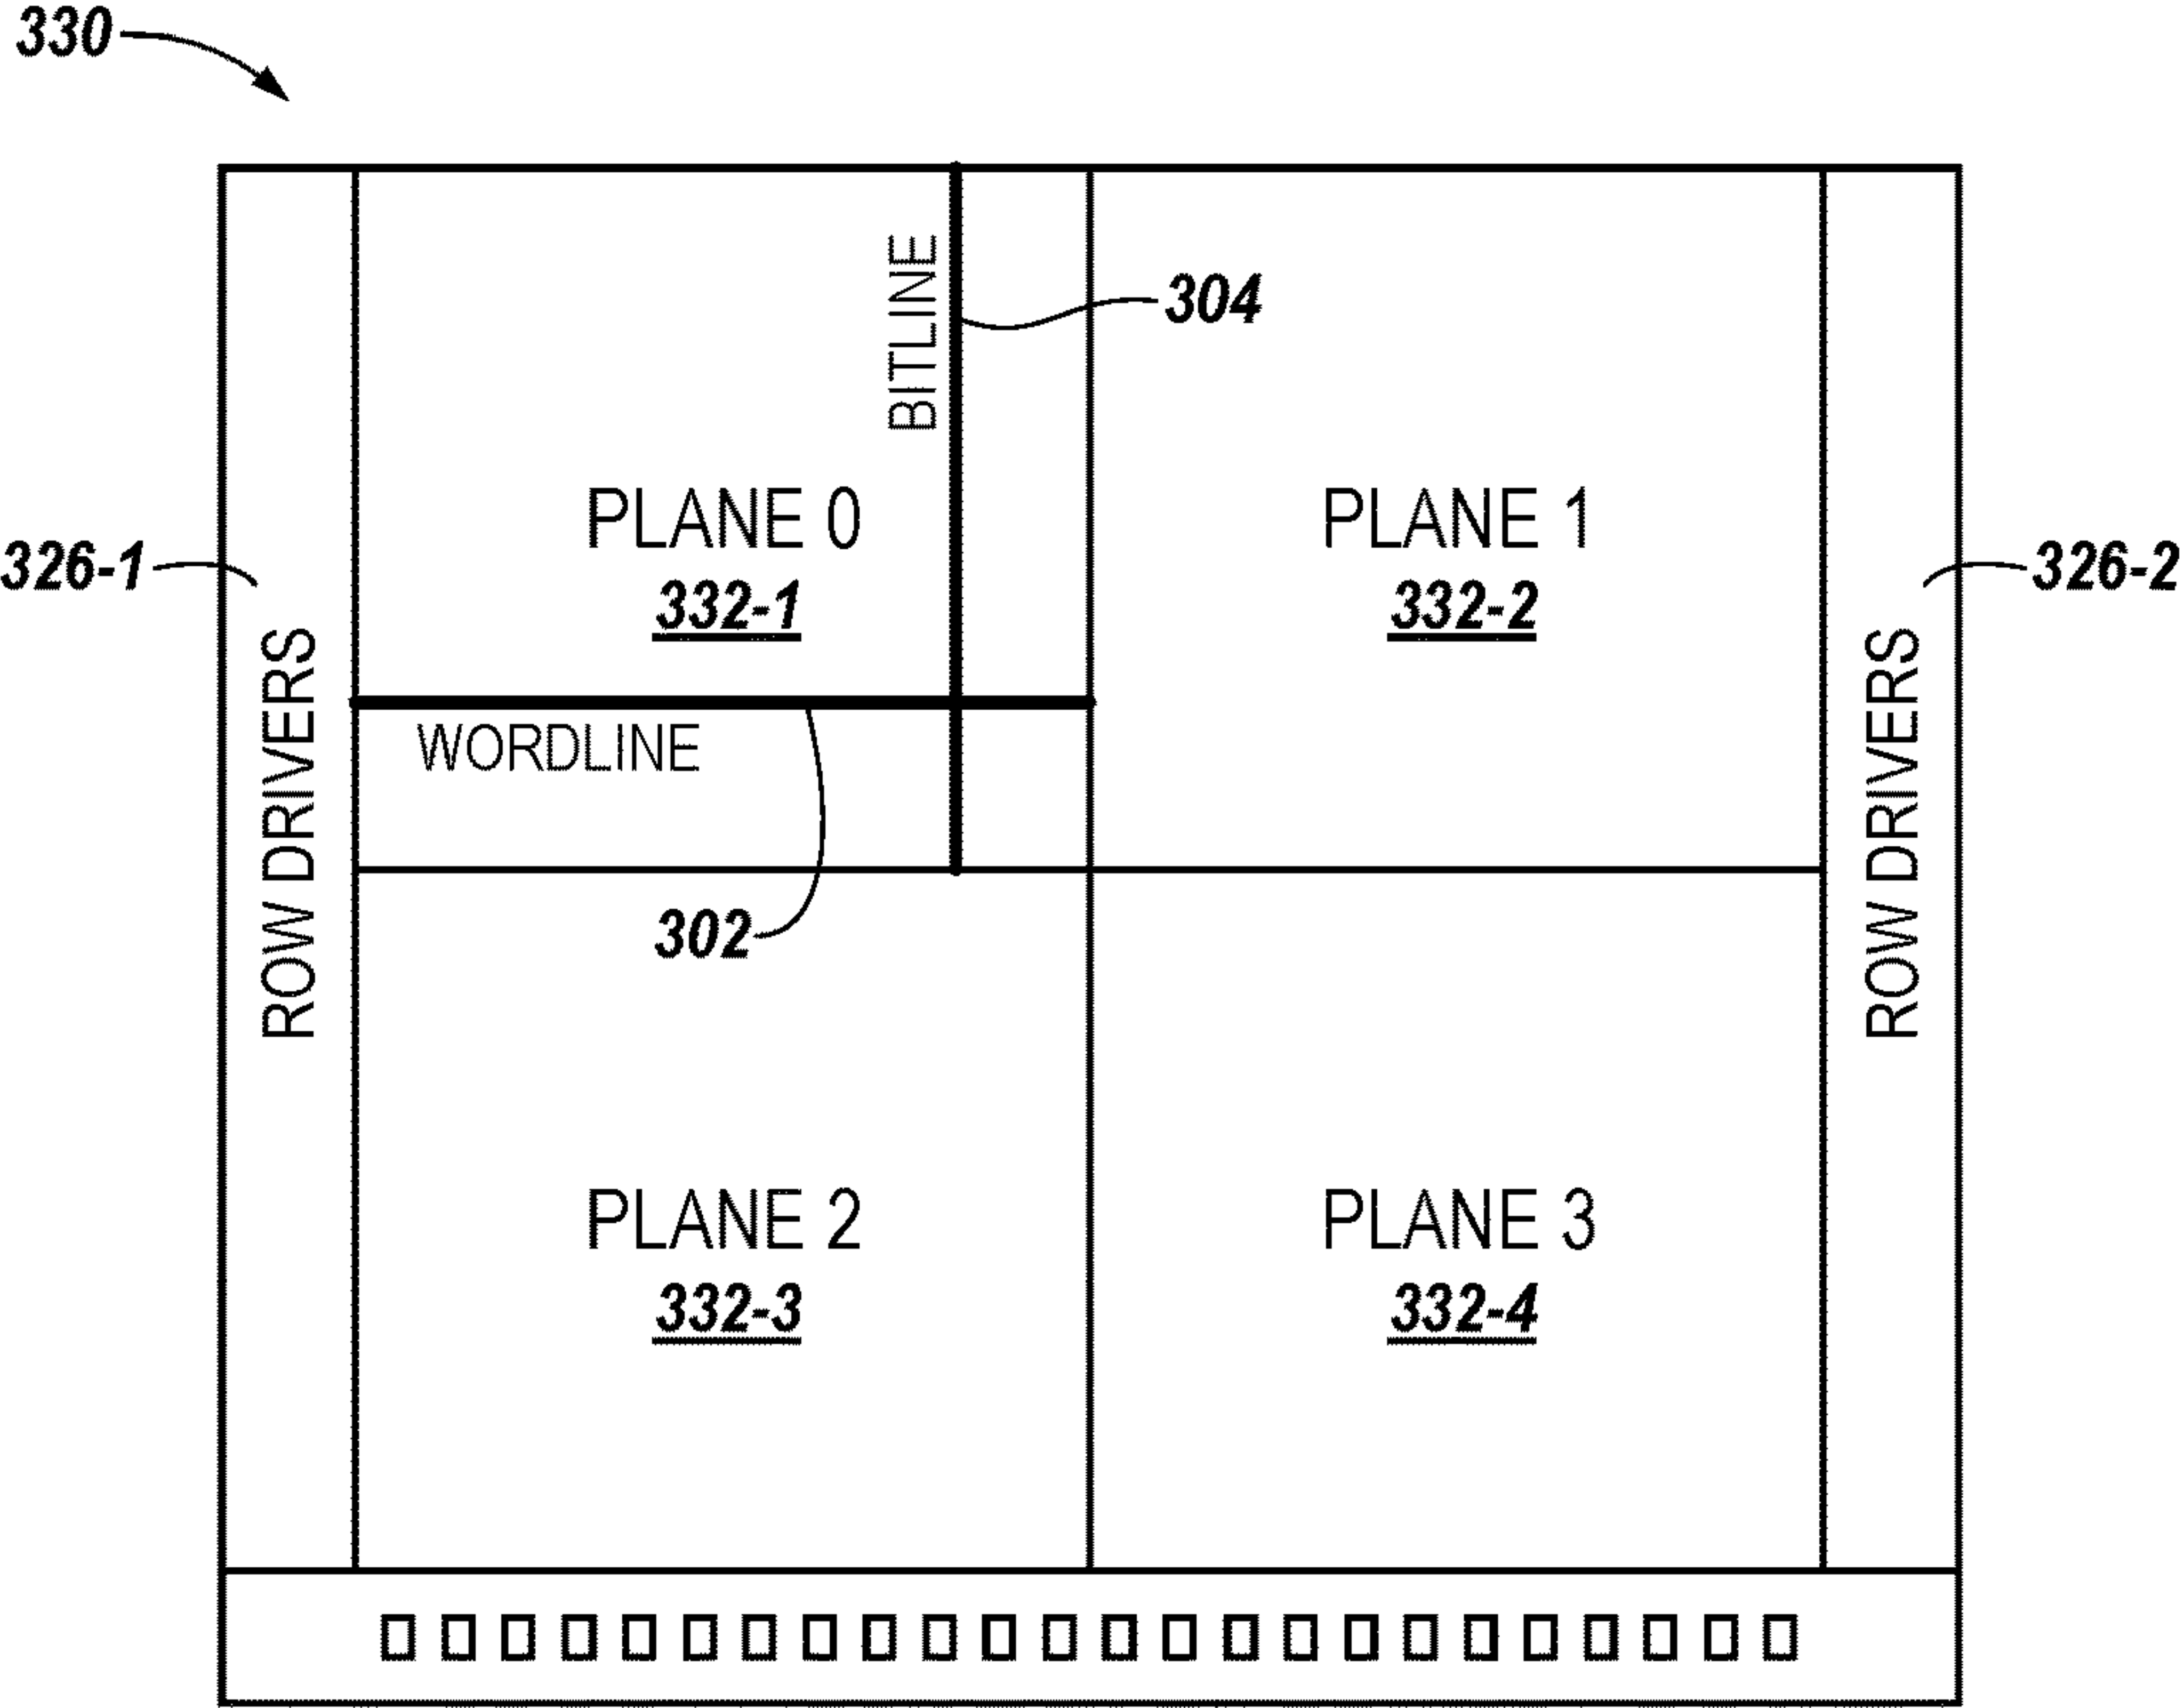 330
BITLINE
304
PLANE 0
332-1
PLANE 1
332-2
326-1
326-2
ROW DRIVERS
WORDLINE
ROW DRIVERS
302
PLANE 2
332-3
PLANE 3
332-4